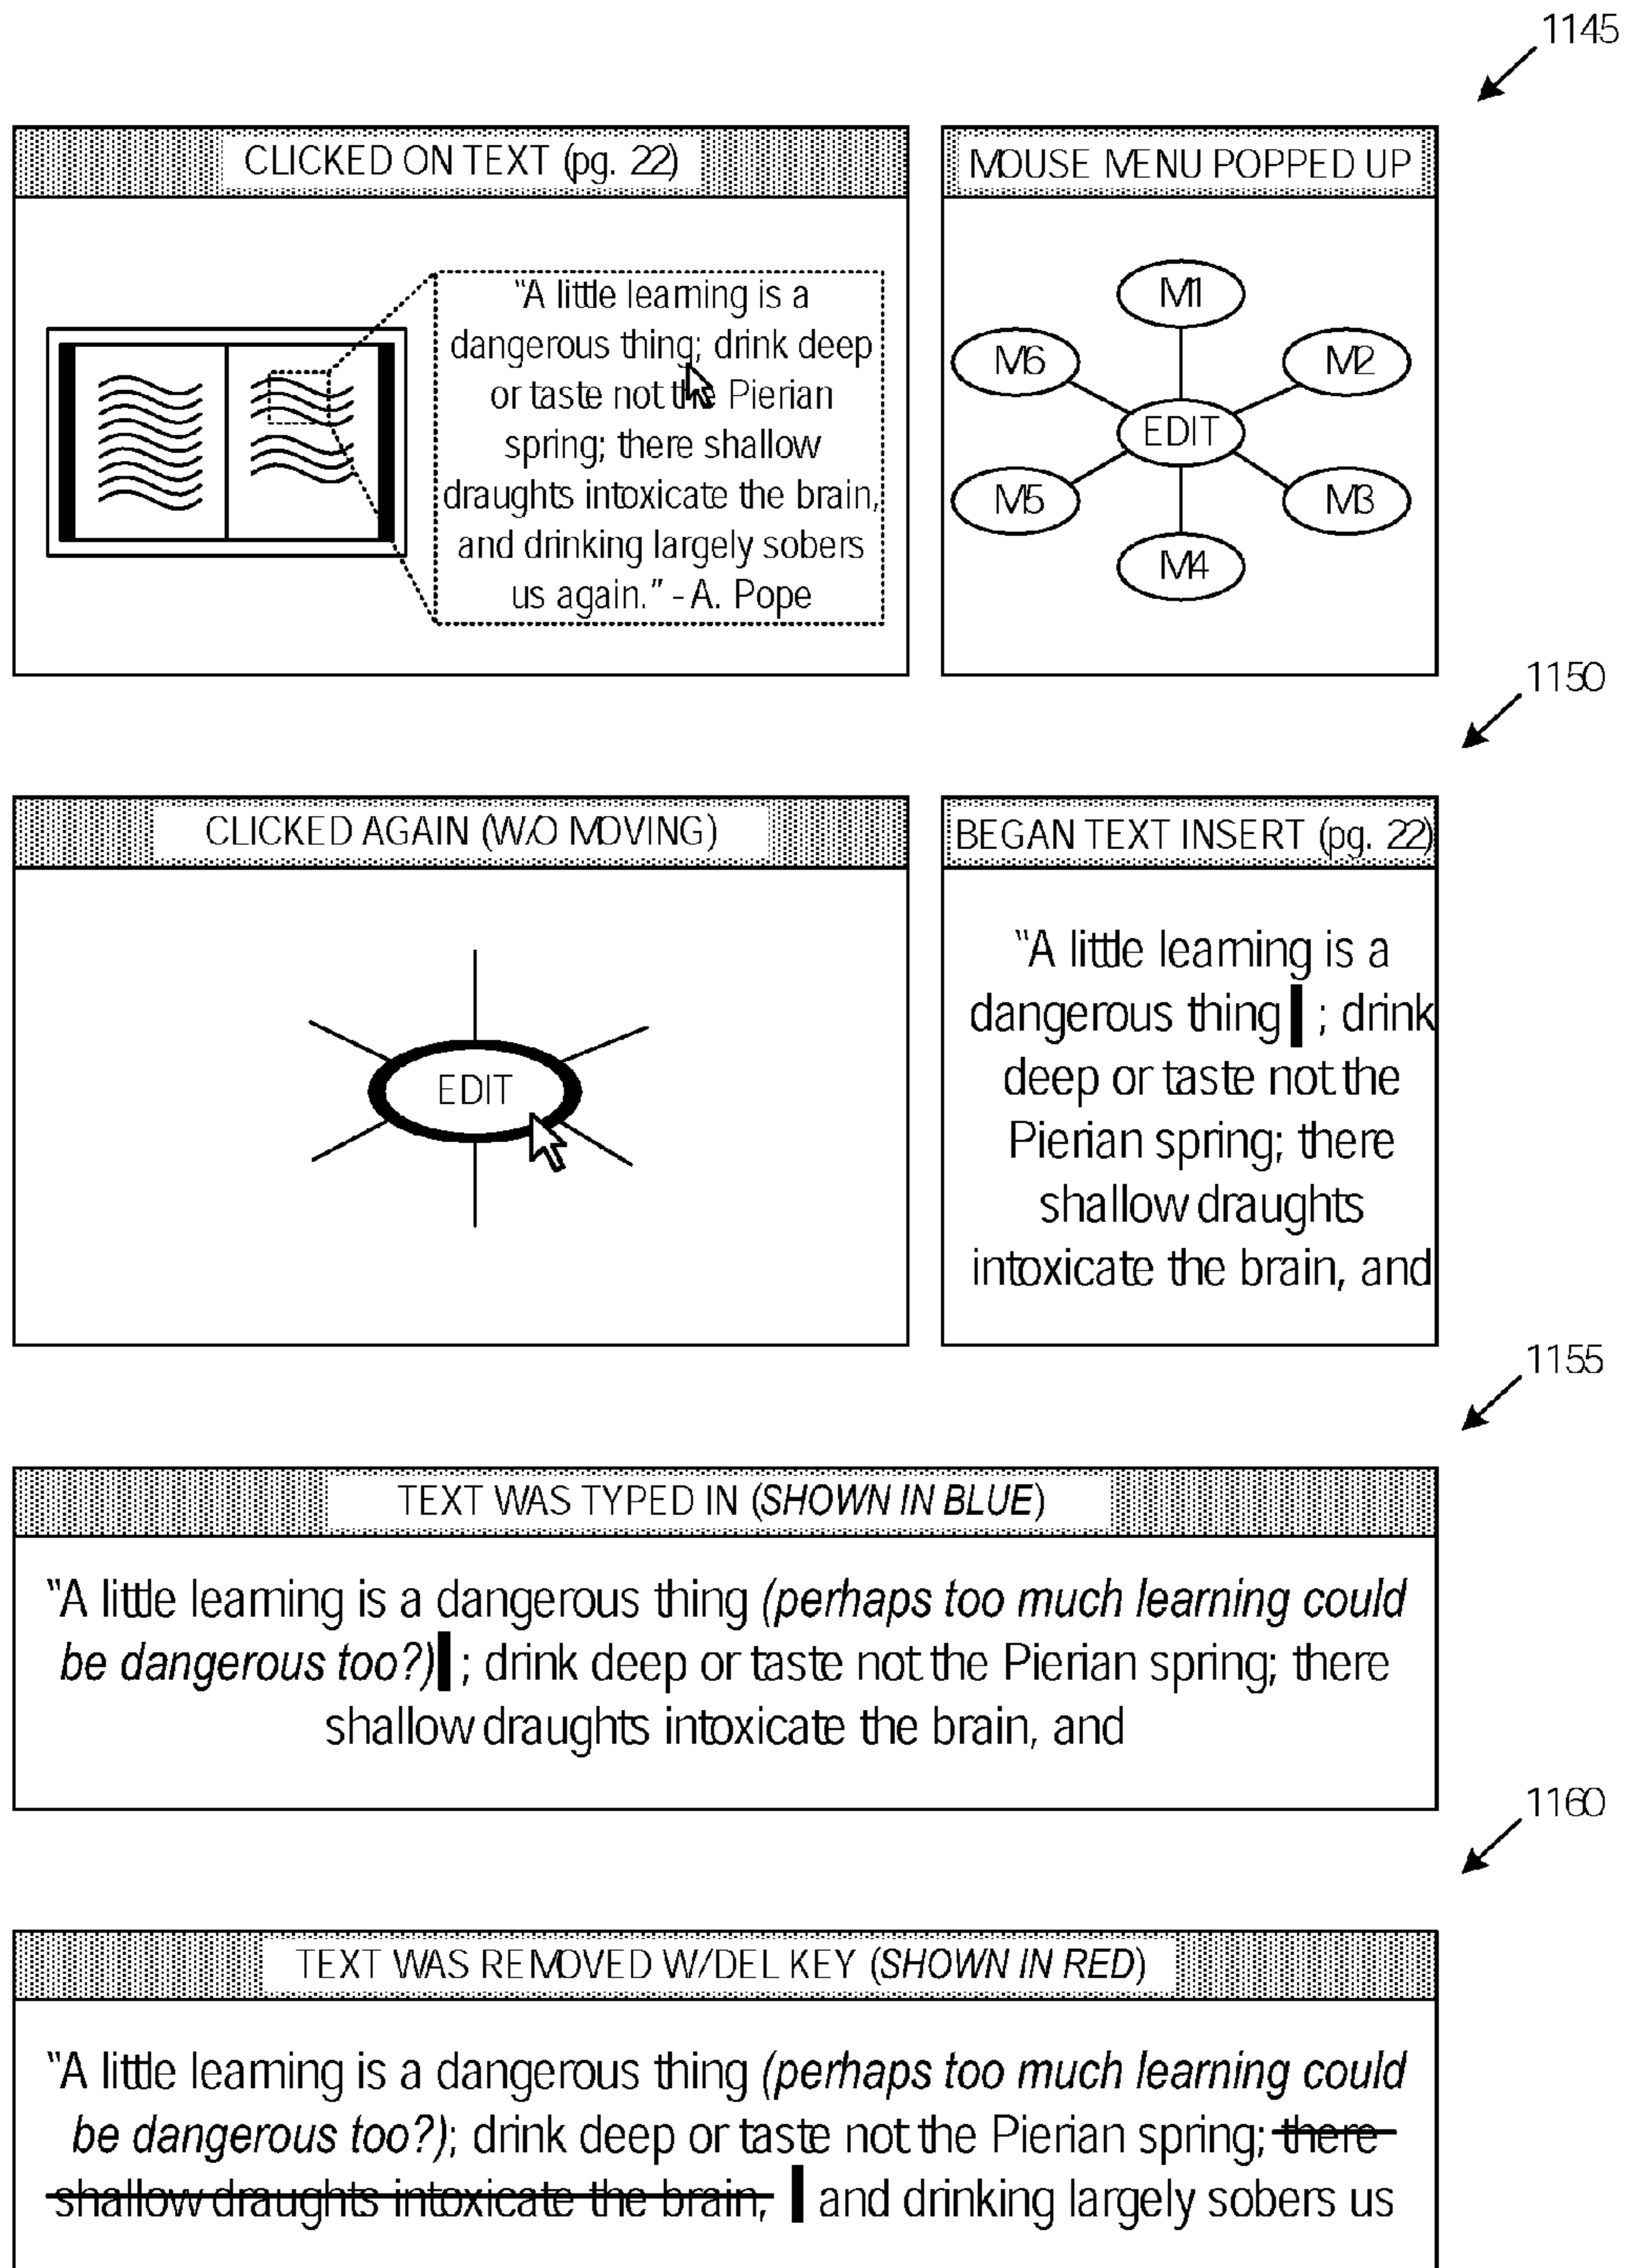 1145
CLICKED ON TEXT (pg. 22)
MOUSE MENU POPPED UP
"A little learning is a
dangerous thing; drink deep
or taste not the Pierian
spring; there shallow
draughts intoxicate the brain,
and drinking largely sobers
us again." - A. Pope
M1
M6
M2
EDIT
M5
M3
M4
1150
CLICKED AGAIN (W/O MOVING)
BEGAN TEXT INSERT (pg. 22)
EDIT
"A little learning is a
dangerous thing ; drink
deep or taste not the
Pierian spring; there
shallow draughts
intoxicate the brain, and
1155
TEXT WAS TYPED IN (SHOWN IN BLUE)
"A little learning is a dangerous thing (perhaps too much learning could
be dangerous too?) ; drink deep or taste not the Pierian spring; there
shallow draughts intoxicate the brain, and
1160
TEXT WAS REMOVED W/DEL KEY (SHOWN IN RED)
"A little learning is a dangerous thing (perhaps too much learning could
be dangerous too?); drink deep or taste not the Pierian spring; there
shallow draughts intoxicate the brain, and drinking largely sobers us